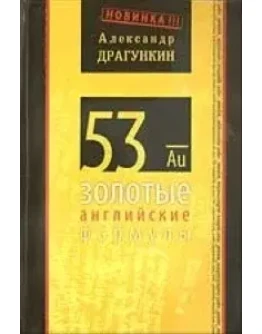 НОВИНКА !!!
Александр
ДРАГУНКИН
53
Au
ЗОЛОТЫЕ
английские
формулы